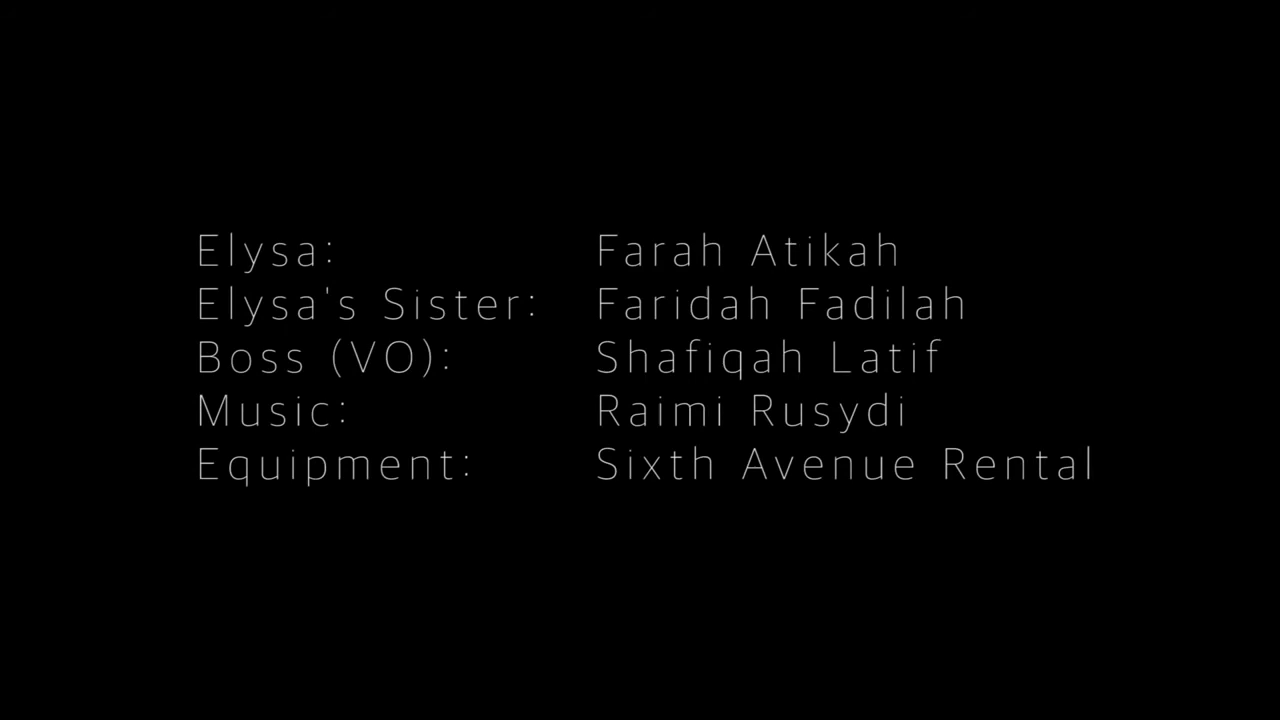 Elysa: Farah Atikah
Elysa's Sister: Faridah Fadilah
Boss (VO): Shafiqah Latif
Music: Raimi Rusydi
Equipment: Sixth Avenue Rental